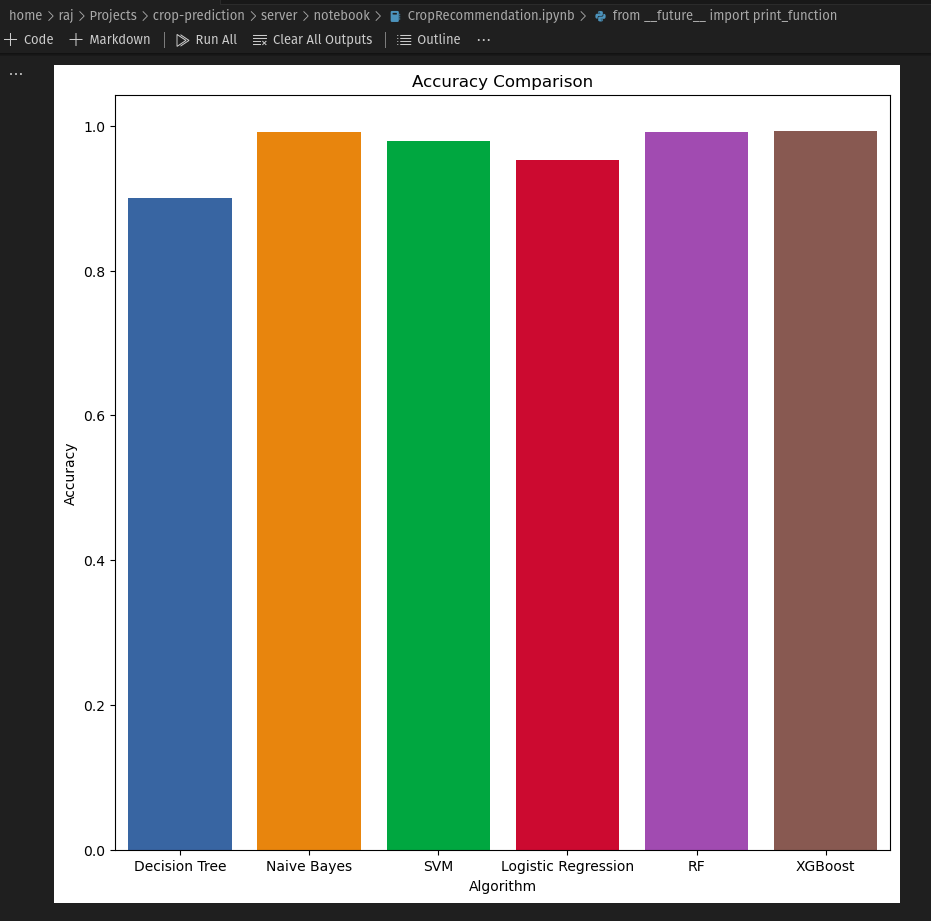 home > raj > Projects > crop-prediction > server > notebook > CropRecommendation.ipynb > from __future__ import print_function
+ Code + Markdown | Run All Clear All Outputs | Outline ...
...
Accuracy Comparison
1.0
0.8
0.6
0.4
0.2
0.0
Accuracy
Decision Tree Naive Bayes SVM Logistic Regression RF XGBoost
Algorithm